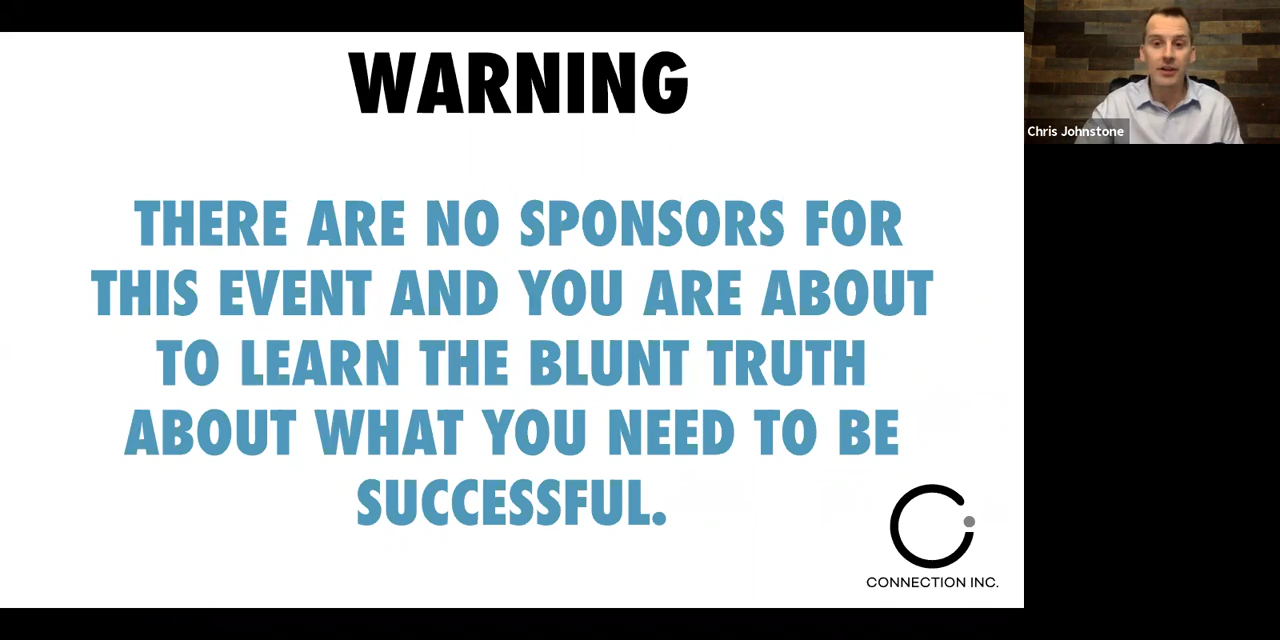 WARNING
THERE ARE NO SPONSORS FOR
THIS EVENT AND YOU ARE ABOUT
TO LEARN THE BLUNT TRUTH
ABOUT WHAT YOU NEED TO BE
SUCCESSFUL.
CONNECTION INC.
Chris Johnstone